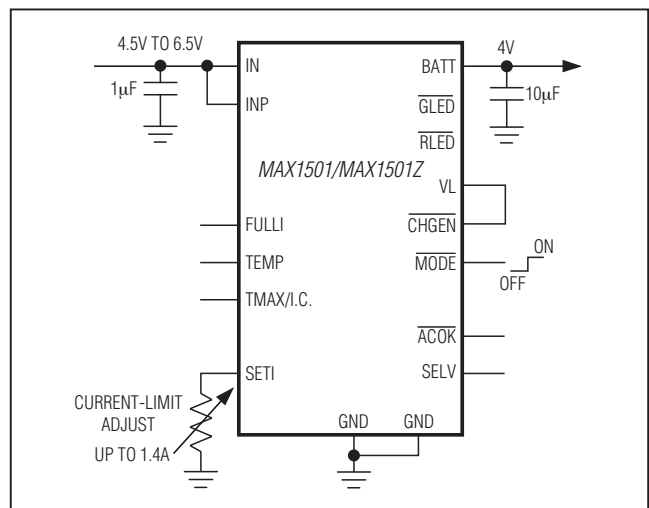 4.5V TO 6.5V
1μF
IN
INP
BATT
4V
10μF
GLED
RLED
MAX1501/MAX1501Z
VL
CHGEN
FULLI
TEMP
MODE
ON
OFF
TMAX/I.C.
ACOK
SETI
SELV
CURRENT-LIMIT
ADJUST
UP TO 1.4A
GND
GND